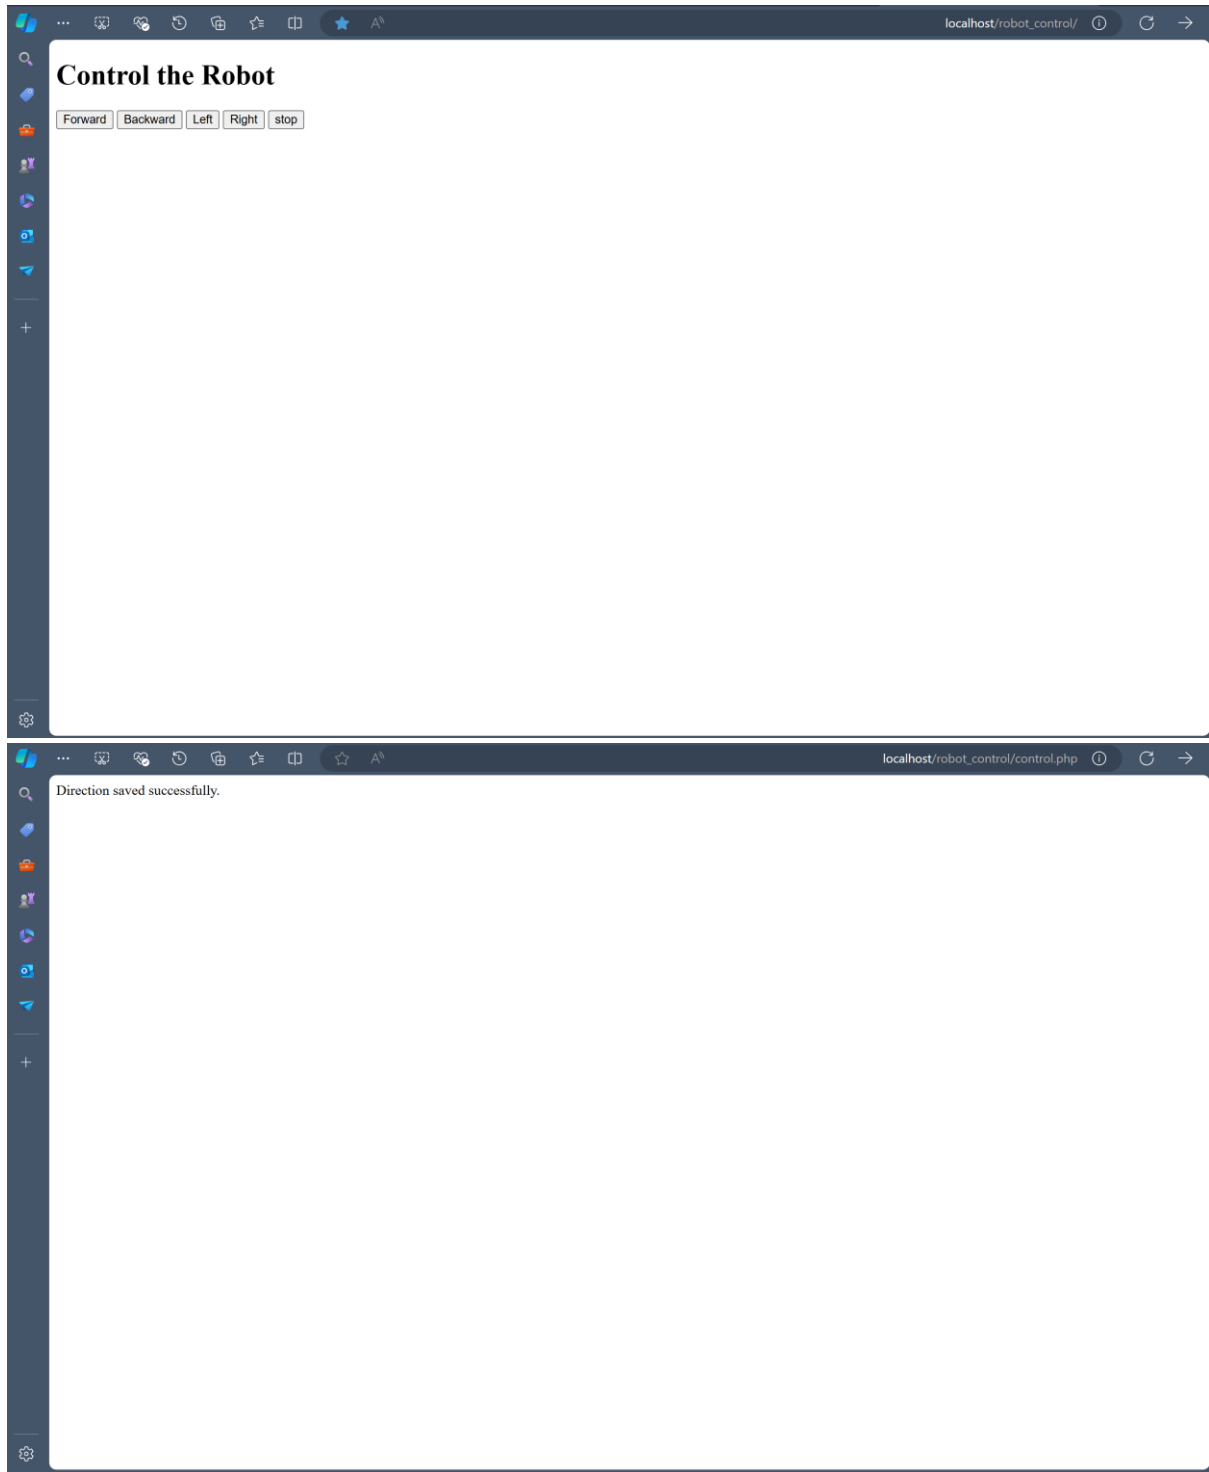 localhost/robot_control/
Control the Robot
Forward Backward Left Right stop
localhost/robot_control/control.php
Direction saved successfully.